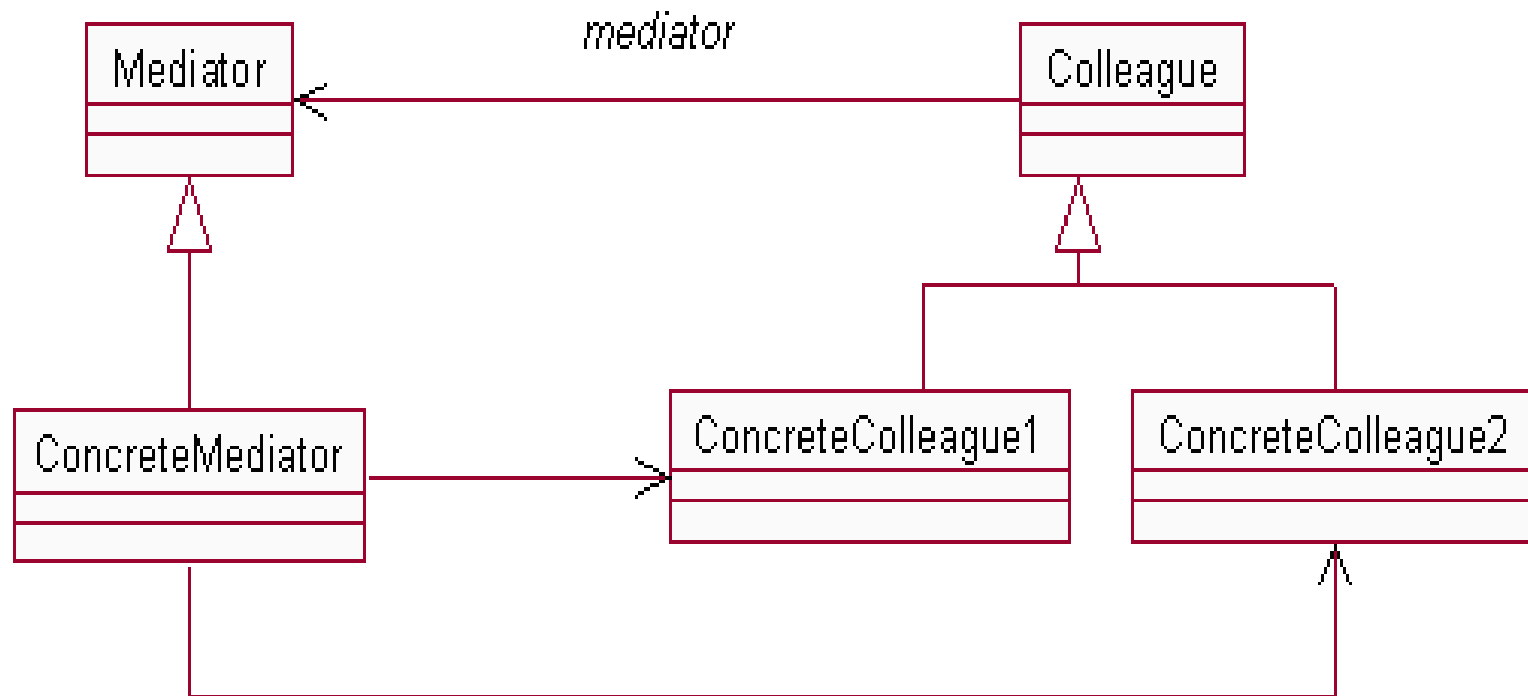 mediator
Mediator
Colleague
ConcreteMediator
ConcreteColleague1
ConcreteColleague2